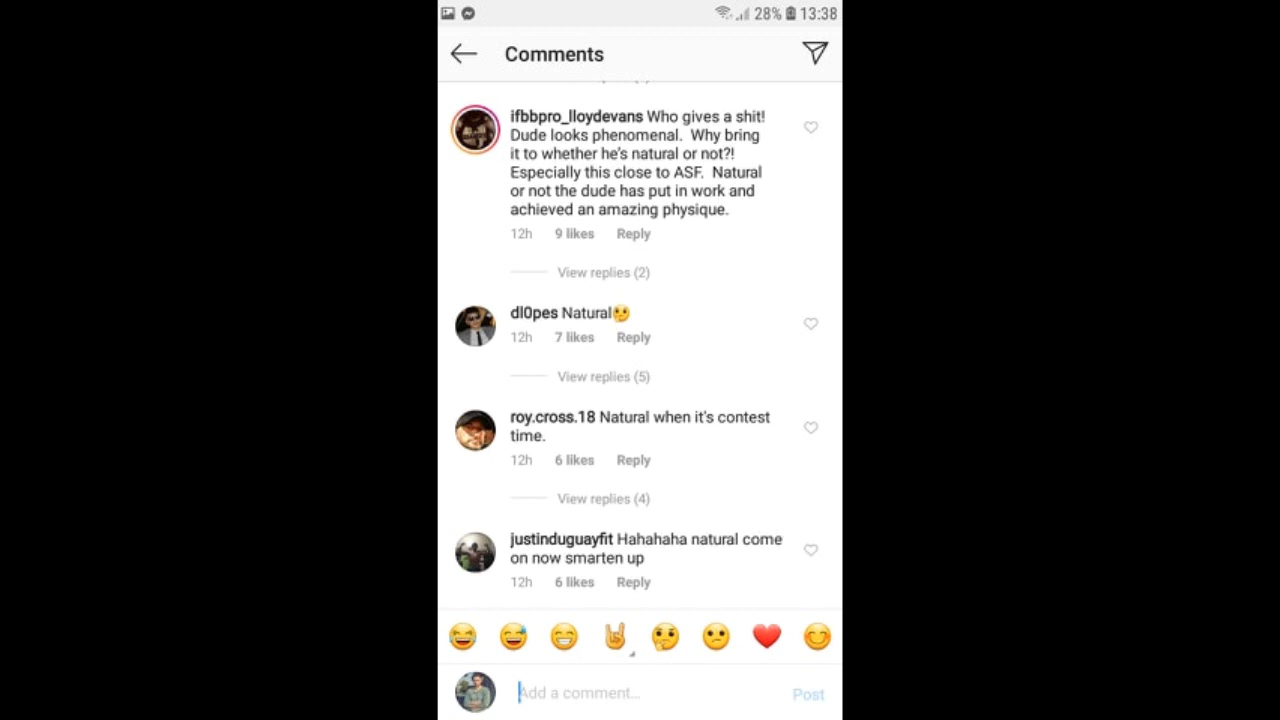 28% 13:38
Comments
ifbbpro_lloydevans Who gives a shit!
Dude looks phenomenal. Why bring
it to whether he's natural or not?!
Especially this close to ASF. Natural
or not the dude has put in work and
achieved an amazing physique.
12h 9 likes Reply
View replies (2)
dl0pes Natural🤔
12h 7 likes Reply
View replies (5)
roy.cross.18 Natural when it's contest
time.
12h 6 likes Reply
View replies (4)
justinduguayfit Hahahaha natural come
on now smarten up
12h 6 likes Reply
😂 😅 😁 🤘 🤔 😕 ❤️ 😊
Add a comment... Post